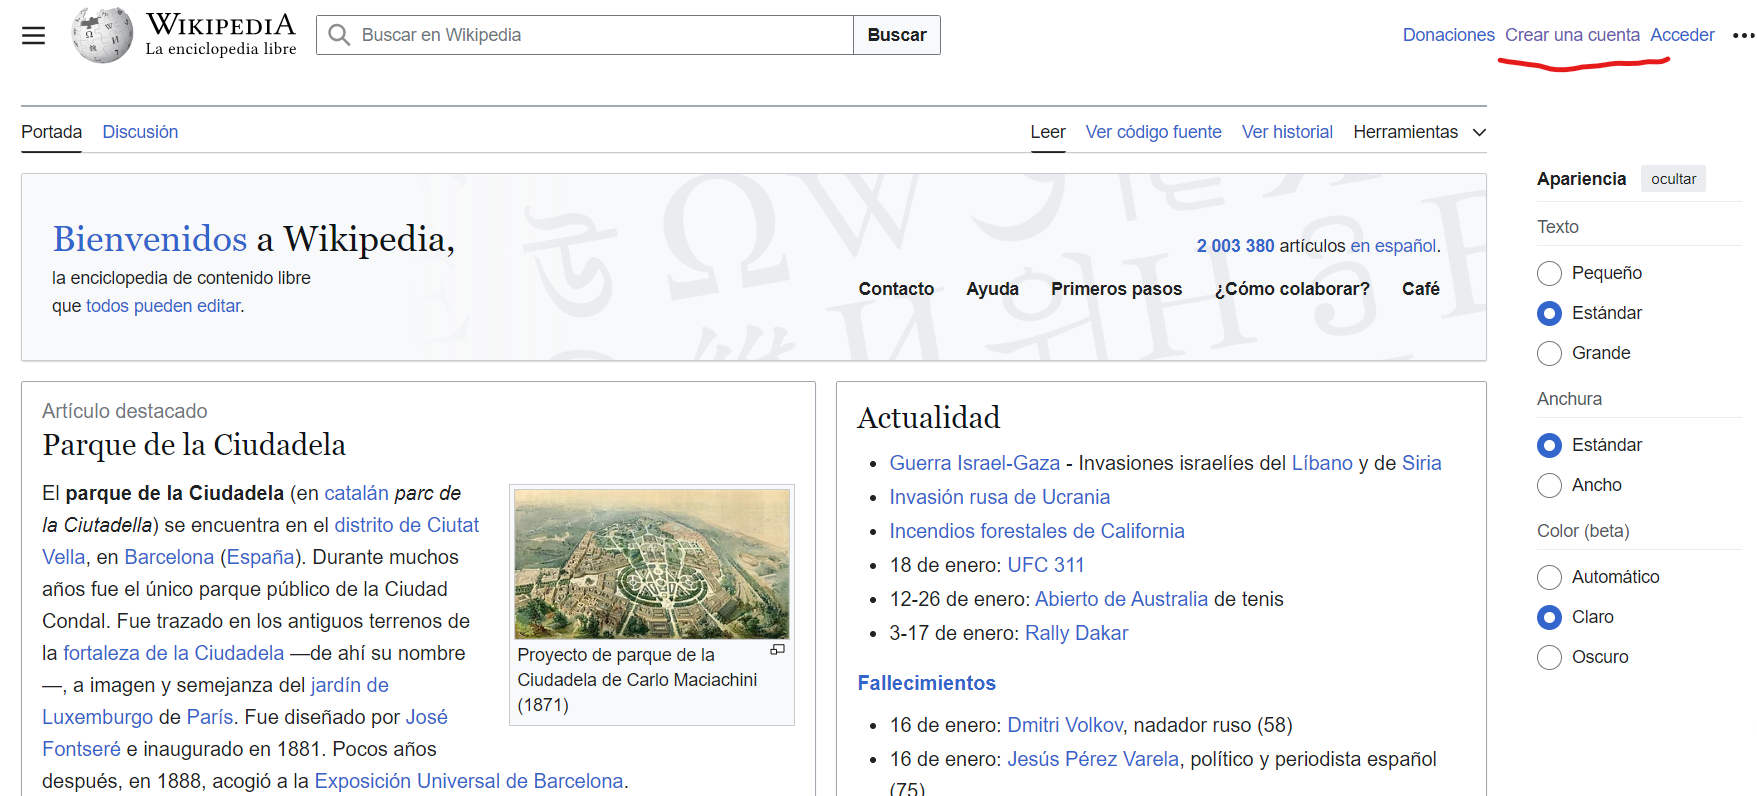 WIKIPEDIA
La enciclopedia libre
Buscar en Wikipedia
Buscar
Donaciones Crear una cuenta Acceder
Portada Discusión
Leer Ver código fuente Ver historial Herramientas
Bienvenidos a Wikipedia,
la enciclopedia de contenido libre
que todos pueden editar.
2 003 380 artículos en español.
Contacto Ayuda Primeros pasos ¿Cómo colaborar? Café
Artículo destacado
Parque de la Ciudadela
El parque de la Ciudadela (en catalán parc de
la Ciutadella) se encuentra en el distrito de Ciutat
Vella, en Barcelona (España). Durante muchos
años fue el único parque público de la Ciudad
Condal. Fue trazado en los antiguos terrenos de
la fortaleza de la Ciudadela —de ahí su nombre
—, a imagen y semejanza del jardín de
Luxemburgo de París. Fue diseñado por José
Fontseré e inaugurado en 1881. Pocos años
después, en 1888, acogió a la Exposición Universal de Barcelona.
Proyecto de parque de la
Ciudadela de Carlo Maciachini
(1871)
Actualidad
Guerra Israel-Gaza - Invasiones israelíes del Líbano y de Siria
Invasión rusa de Ucrania
Incendios forestales de California
18 de enero: UFC 311
12-26 de enero: Abierto de Australia de tenis
3-17 de enero: Rally Dakar
Fallecimientos
16 de enero: Dmitri Volkov, nadador ruso (58)
16 de enero: Jesús Pérez Varela, político y periodista español
(75)
Apariencia ocultar
Texto
Pequeño
Estándar
Grande
Anchura
Estándar
Ancho
Color (beta)
Automático
Claro
Oscuro